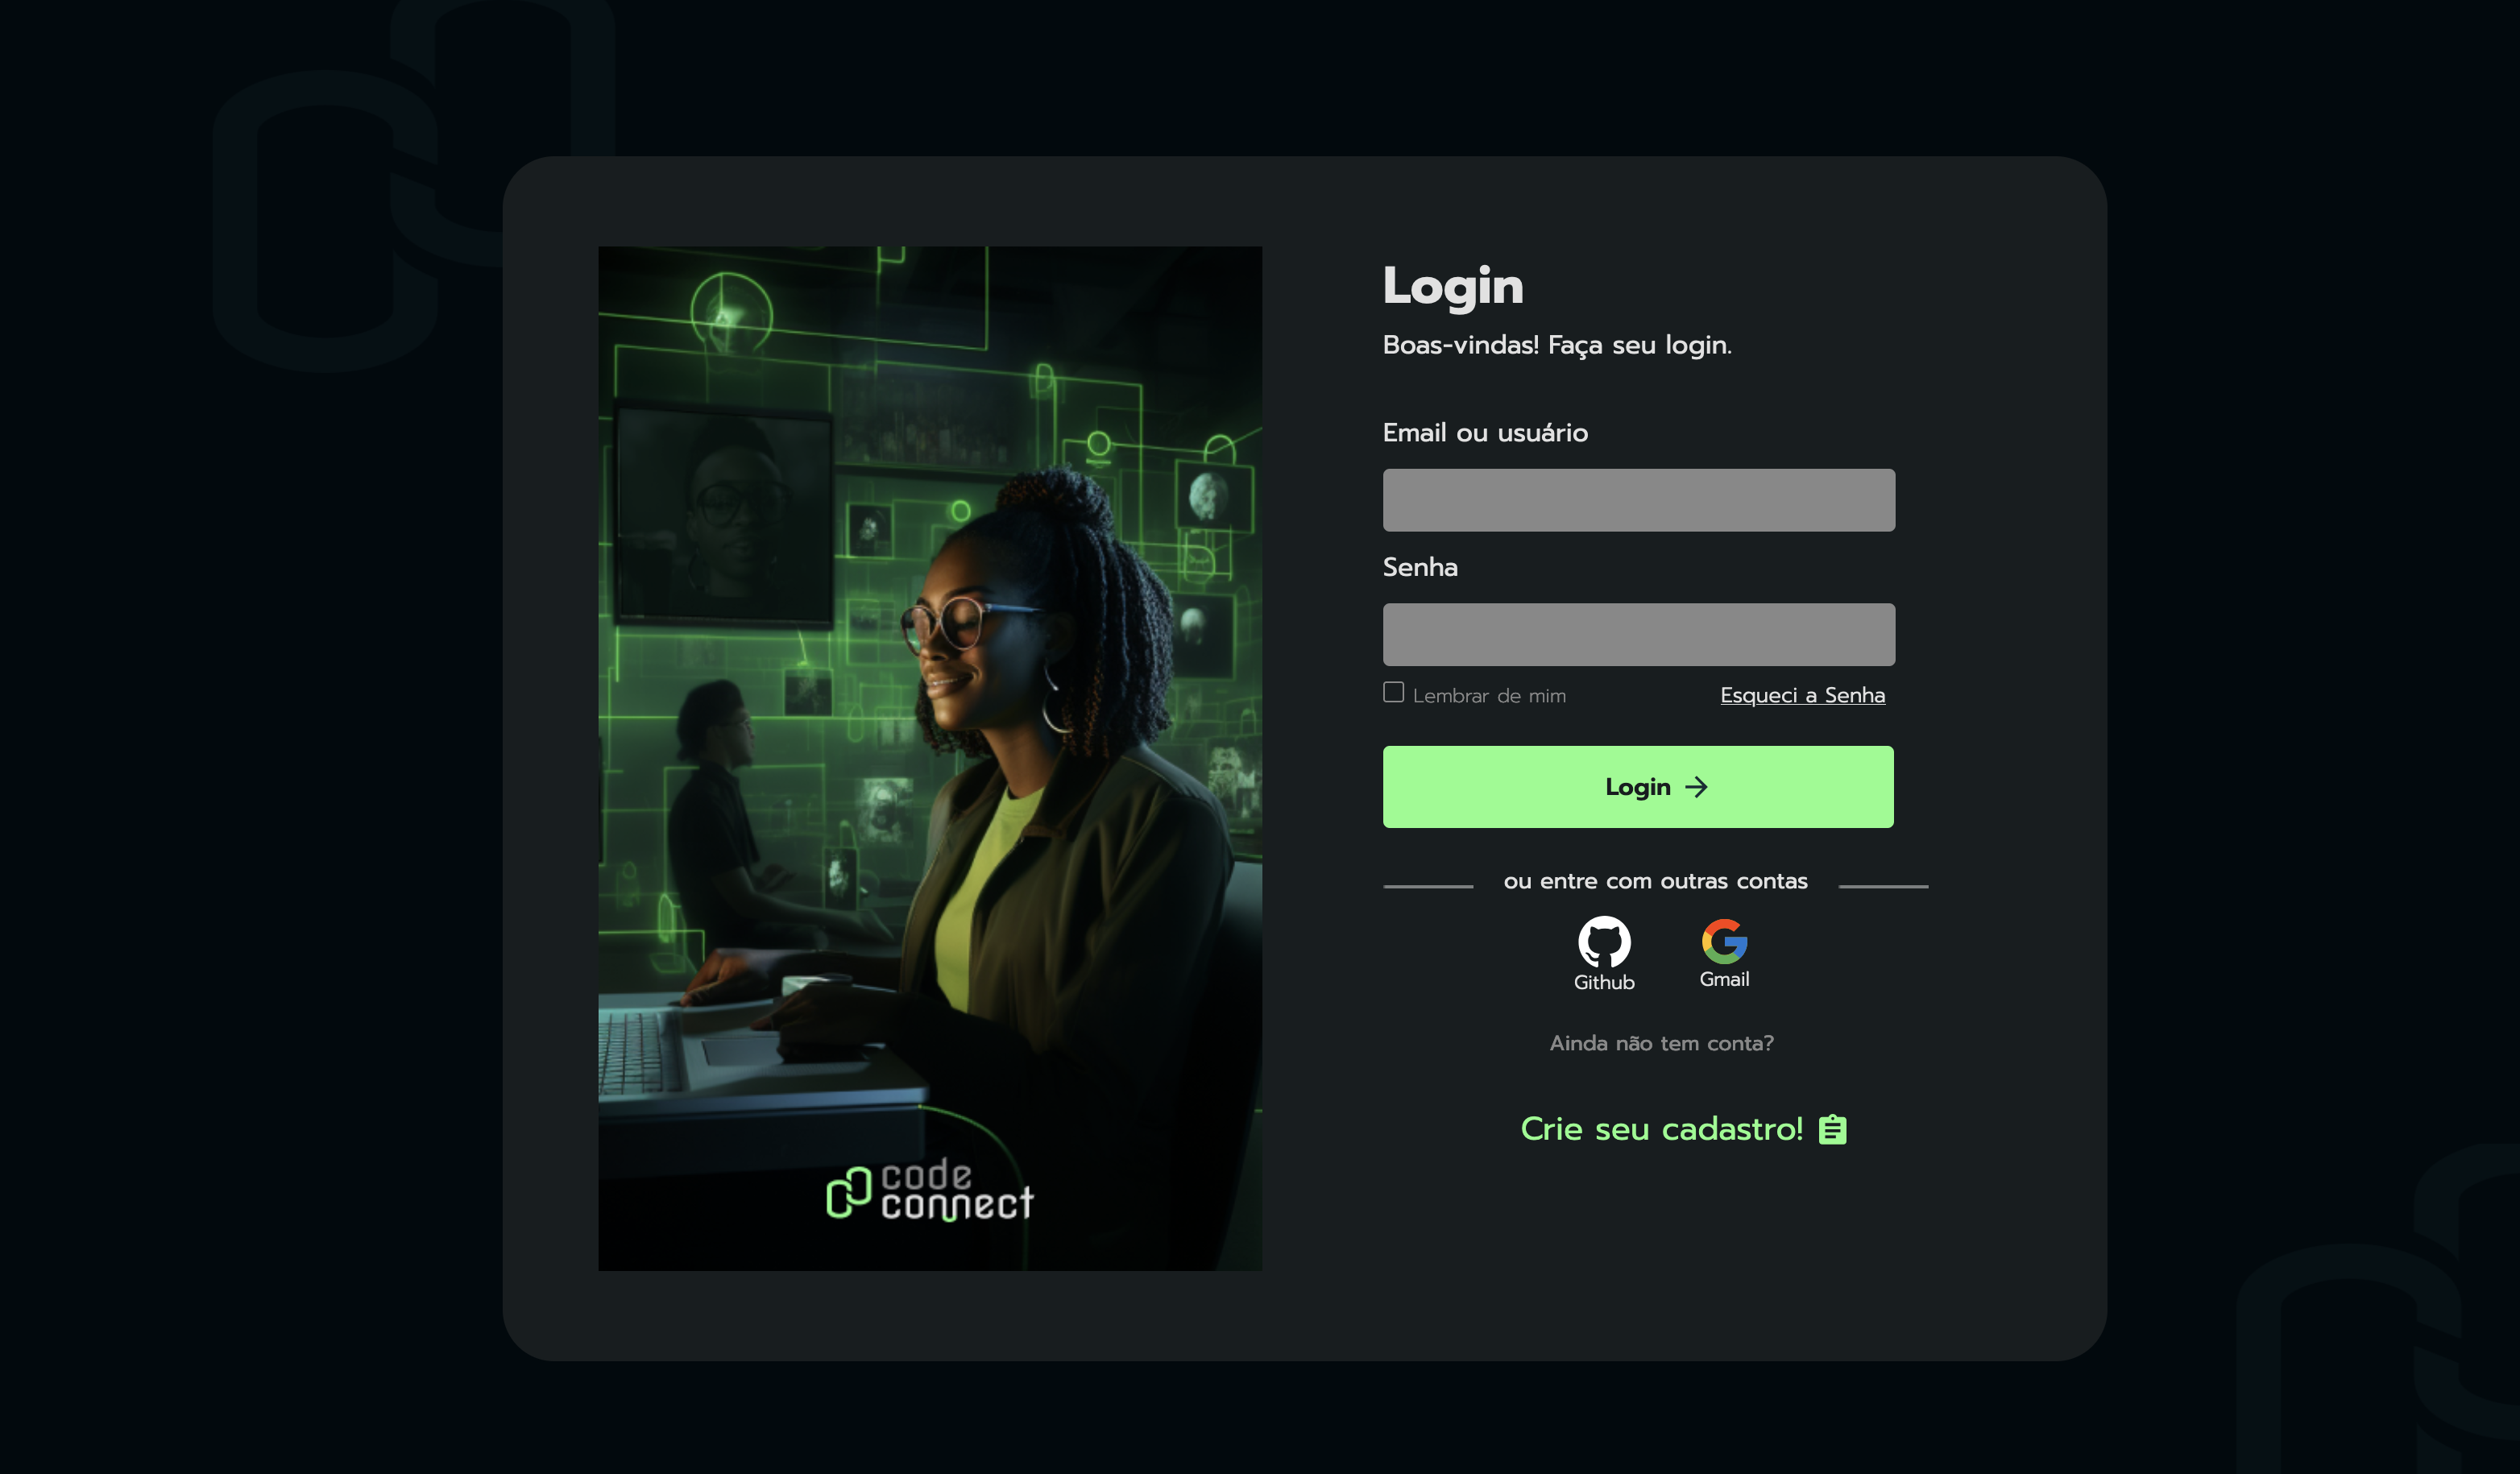 Login
Boas-vindas! Faça seu login.
Email ou usuário
Senha
Lembrar de mim
Esqueci a Senha
Login
ou entre com outras contas
Github
Gmail
Ainda não tem conta?
Crie seu cadastro!
code
connect